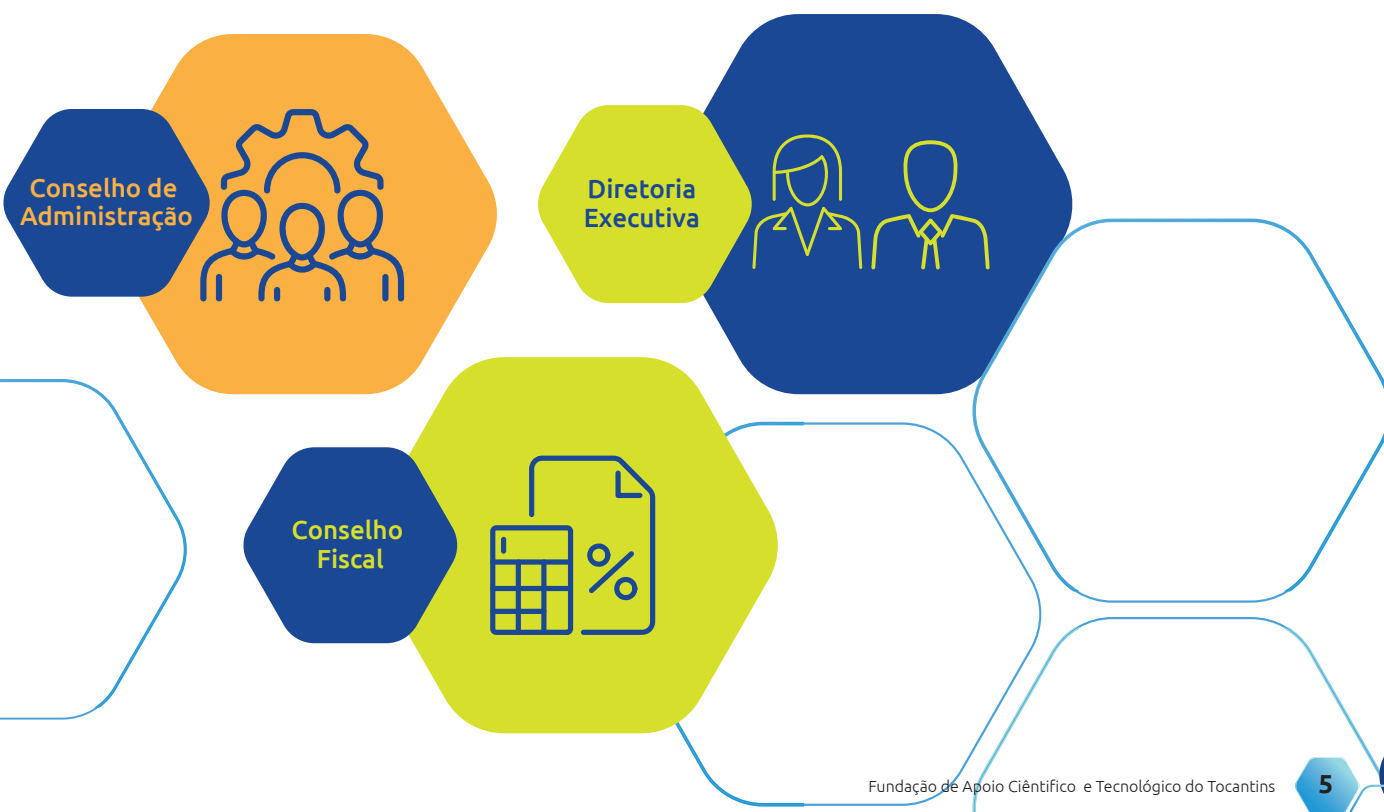 Conselho de
Administração
Diretoria
Executiva
Conselho
Fiscal
%
Fundação de Apoio Ciêntifico e Tecnológico do Tocantins
5